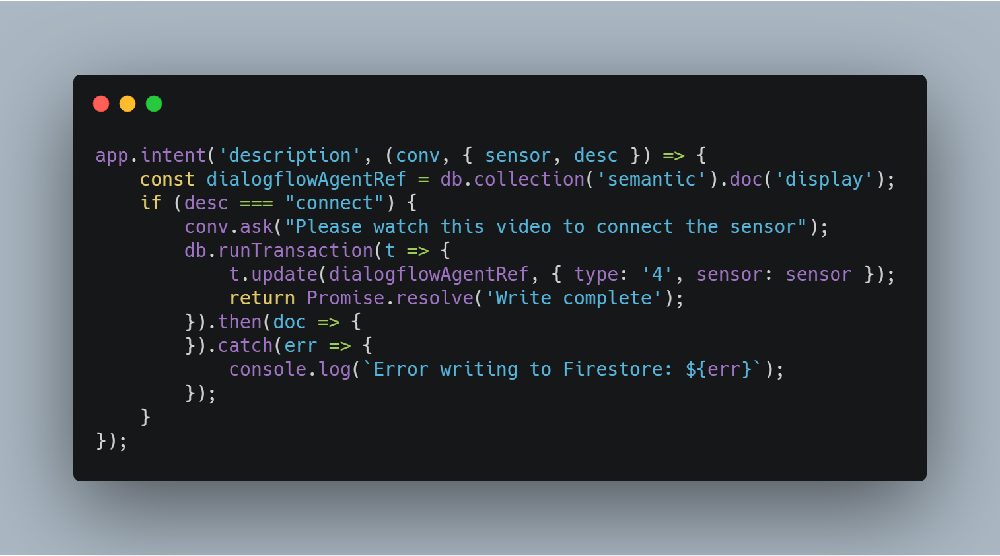 app.intent('description', (conv, { sensor, desc }) => {
    const dialogflowAgentRef = db.collection('semantic').doc('display');
    if (desc === "connect") {
        conv.ask("Please watch this video to connect the sensor");
        db.runTransaction(t => {
            t.update(dialogflowAgentRef, { type: '4', sensor: sensor });
            return Promise.resolve('Write complete');
        }).then(doc => {
        }).catch(err => {
            console.log(`Error writing to Firestore: ${err}`);
        });
    }
});